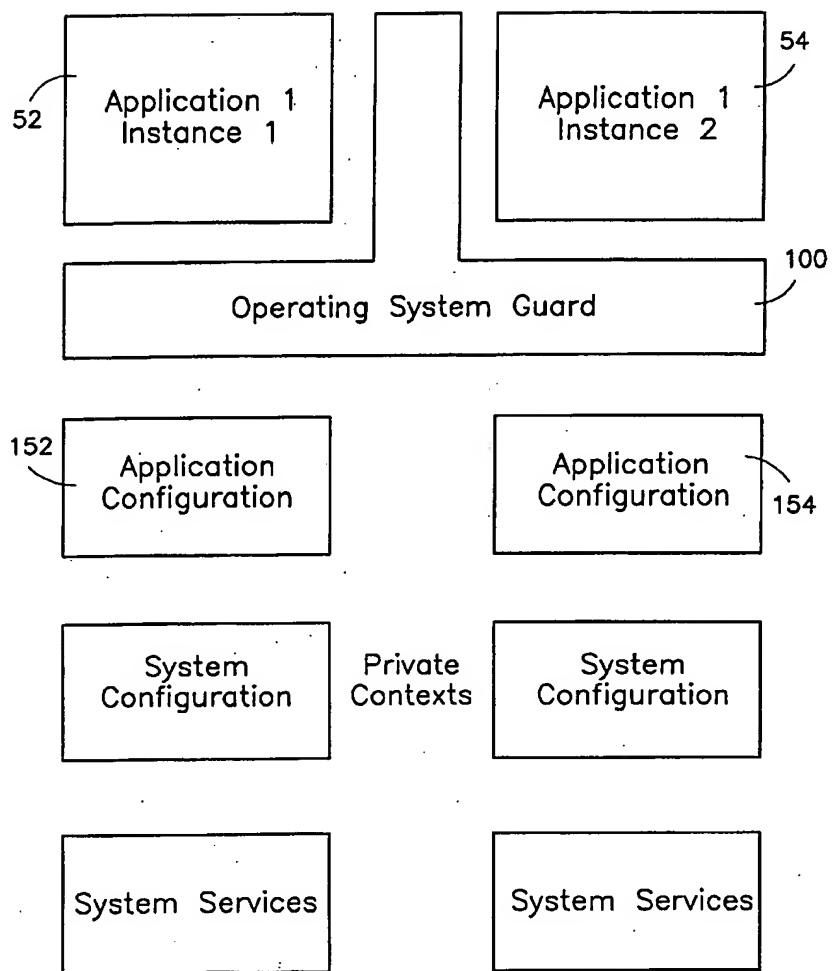 Application 1
Instance 1
52
Application 1
Instance 2
54
Operating System Guard
100
152
Application
Configuration
Application
Configuration
154
System
Configuration
Private
Contexts
System
Configuration
System Services
System Services